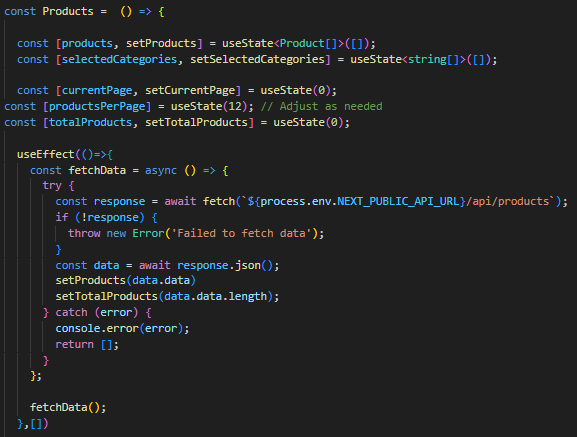 const Products =  () => {

  const [products, setProducts] = useState<Product[]>([]);
  const [selectedCategories, setSelectedCategories] = useState<string[]>([]);

  const [currentPage, setCurrentPage] = useState(0);
const [productsPerPage] = useState(12); // Adjust as needed
const [totalProducts, setTotalProducts] = useState(0);

  useEffect(()=>{
    const fetchData = async () => {
      try {
        const response = await fetch(`${process.env.NEXT_PUBLIC_API_URL}/api/products`);
        if (!response) {
          throw new Error('Failed to fetch data');
        }
        const data = await response.json();
        setProducts(data.data)
        setTotalProducts(data.data.length);
      } catch (error) {
        console.error(error);
        return [];
      }
    };

    fetchData();
  },[])